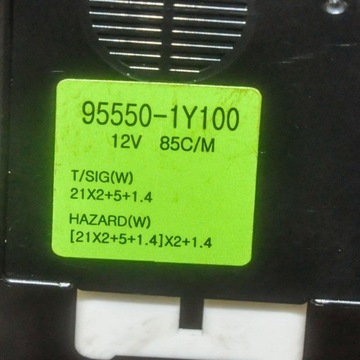 95550-1Y100
12V 85C/M
T/SIG(W)
21X2+5+1.4
HAZARD(W)
[21X2+5+1.4]X2+1.4